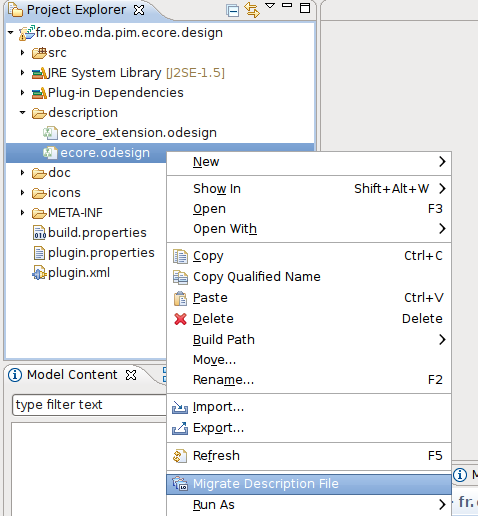 Project Explorer
fr.obeo.mda.pim.ecore.design
src
JRE System Library [J2SE-1.5]
Plug-in Dependencies
description
ecore_extension.odesign
ecore.odesign
doc
icons
META-INF
build.properties
plugin.properties
plugin.xml
New
Show In Shift+Alt+W
Open F3
Open With
Copy Ctrl+C
Copy Qualified Name
Paste Ctrl+V
Delete Delete
Build Path
Move...
Rename... F2
Import...
Export...
Refresh F5
Migrate Description File
Run As
Model Content
type filter text
M
fr.